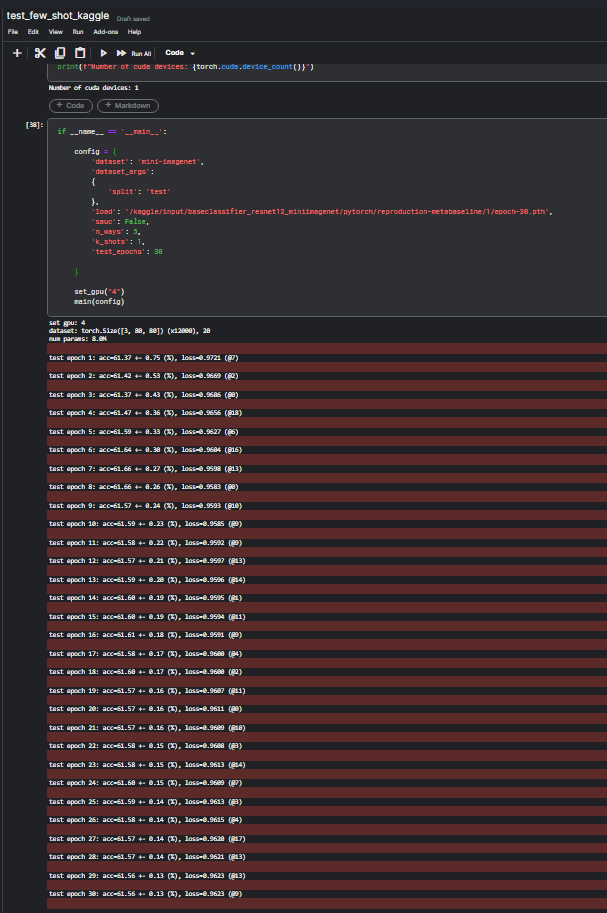 test_few_shot_kaggle Draft saved
File Edit View Run Add-ons Help
Run All Code
print(f"Number of cuda devices: {torch.cuda.device_count()}")
Number of cuda devices: 1
+ Code + Markdown
[38]:
if __name__ == '__main__':
config = {
'dataset': 'mini-imagenet',
'dataset_args':
{
'split': 'test'
},
'load': '/kaggle/input/baseclassifier_resnet12_miniimagenet/pytorch/reproduction-metabaseline/1/epoch-30.pth',
'sauc': False,
'n_ways': 5,
'k_shots': 1,
'test_epochs': 30
}
set_gpu("4")
main(config)
set gpu: 4
dataset: torch.Size([3, 80, 80]) (x12000), 20
num params: 8.0M
test epoch 1: acc=61.37 +- 0.75 (%), loss=0.9721 (@7)
test epoch 2: acc=61.42 +- 0.53 (%), loss=0.9669 (@2)
test epoch 3: acc=61.37 +- 0.43 (%), loss=0.9686 (@0)
test epoch 4: acc=61.47 +- 0.36 (%), loss=0.9656 (@18)
test epoch 5: acc=61.59 +- 0.33 (%), loss=0.9627 (@6)
test epoch 6: acc=61.64 +- 0.30 (%), loss=0.9604 (@16)
test epoch 7: acc=61.66 +- 0.27 (%), loss=0.9598 (@13)
test epoch 8: acc=61.66 +- 0.26 (%), loss=0.9583 (@0)
test epoch 9: acc=61.57 +- 0.24 (%), loss=0.9593 (@10)
test epoch 10: acc=61.59 +- 0.23 (%), loss=0.9585 (@9)
test epoch 11: acc=61.58 +- 0.22 (%), loss=0.9592 (@9)
test epoch 12: acc=61.57 +- 0.21 (%), loss=0.9597 (@13)
test epoch 13: acc=61.59 +- 0.20 (%), loss=0.9596 (@14)
test epoch 14: acc=61.60 +- 0.19 (%), loss=0.9595 (@1)
test epoch 15: acc=61.60 +- 0.19 (%), loss=0.9594 (@11)
test epoch 16: acc=61.61 +- 0.18 (%), loss=0.9591 (@9)
test epoch 17: acc=61.58 +- 0.17 (%), loss=0.9600 (@4)
test epoch 18: acc=61.60 +- 0.17 (%), loss=0.9600 (@2)
test epoch 19: acc=61.57 +- 0.16 (%), loss=0.9607 (@11)
test epoch 20: acc=61.57 +- 0.16 (%), loss=0.9611 (@0)
test epoch 21: acc=61.57 +- 0.16 (%), loss=0.9609 (@10)
test epoch 22: acc=61.58 +- 0.15 (%), loss=0.9608 (@3)
test epoch 23: acc=61.58 +- 0.15 (%), loss=0.9613 (@14)
test epoch 24: acc=61.60 +- 0.15 (%), loss=0.9609 (@7)
test epoch 25: acc=61.59 +- 0.14 (%), loss=0.9613 (@3)
test epoch 26: acc=61.58 +- 0.14 (%), loss=0.9615 (@4)
test epoch 27: acc=61.57 +- 0.14 (%), loss=0.9620 (@17)
test epoch 28: acc=61.57 +- 0.14 (%), loss=0.9621 (@13)
test epoch 29: acc=61.56 +- 0.13 (%), loss=0.9623 (@13)
test epoch 30: acc=61.56 +- 0.13 (%), loss=0.9623 (@9)